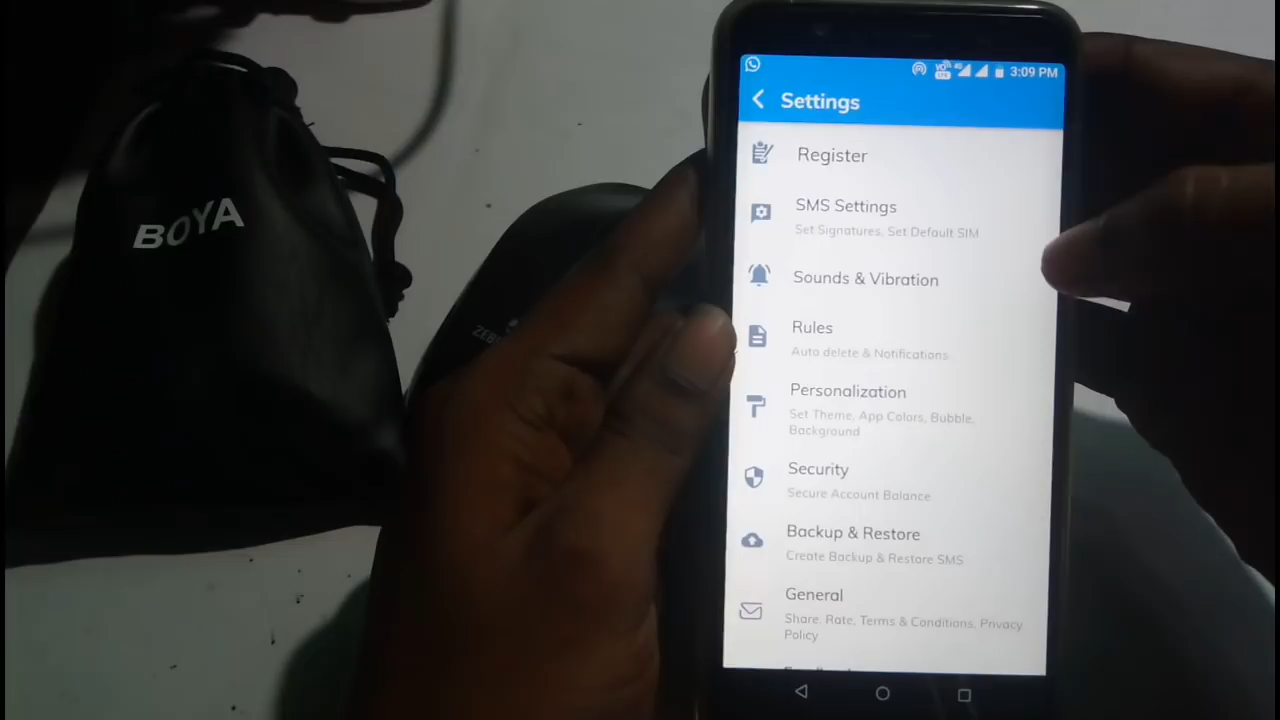 BOYA
3:09 PM
Settings
Register
SMS Settings
Set Signatures, Set Default SIM
Sounds & Vibration
Rules
Auto delete & Notifications
Personalization
Set Theme, App Colors, Bubble,
Background
Security
Secure Account Balance
Backup & Restore
Create Backup & Restore SMS
General
Share, Rate, Terms & Conditions, Privacy
Policy